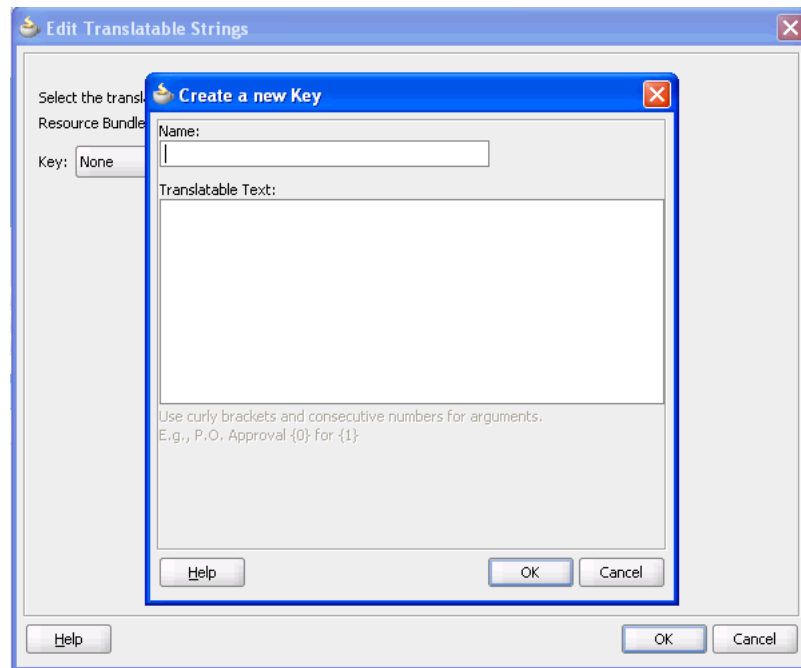 Edit Translatable Strings
Select the transl
Resource Bundle
Key: None
Create a new Key
Name:
Translatable Text:
Use curly brackets and consecutive numbers for arguments.
E.g., P.O. Approval {0} for {1}
Help OK Cancel
Help OK Cancel